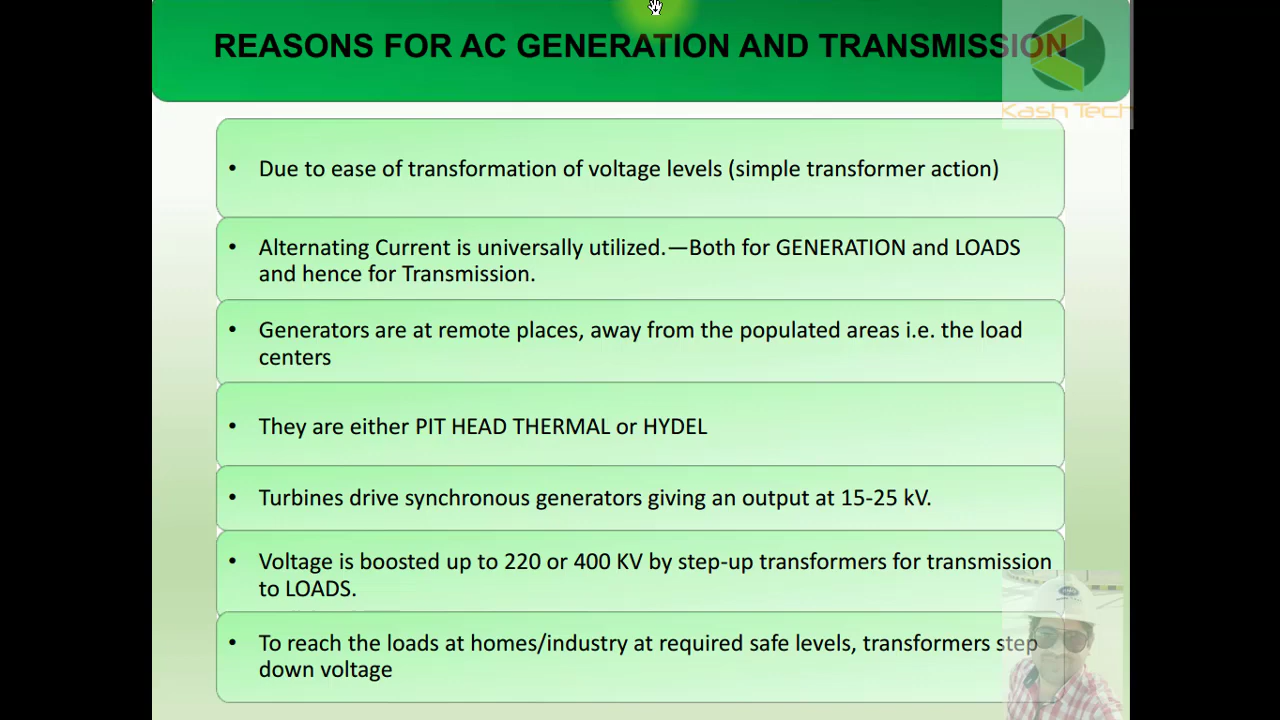 REASONS FOR AC GENERATION AND TRANSMISSION
Kash Tech
• Due to ease of transformation of voltage levels (simple transformer action)
• Alternating Current is universally utilized.—Both for GENERATION and LOADS
and hence for Transmission.
• Generators are at remote places, away from the populated areas i.e. the load
centers
• They are either PIT HEAD THERMAL or HYDEL
• Turbines drive synchronous generators giving an output at 15-25 kV.
• Voltage is boosted up to 220 or 400 KV by step-up transformers for transmission
to LOADS.
• To reach the loads at homes/industry at required safe levels, transformers step
down voltage